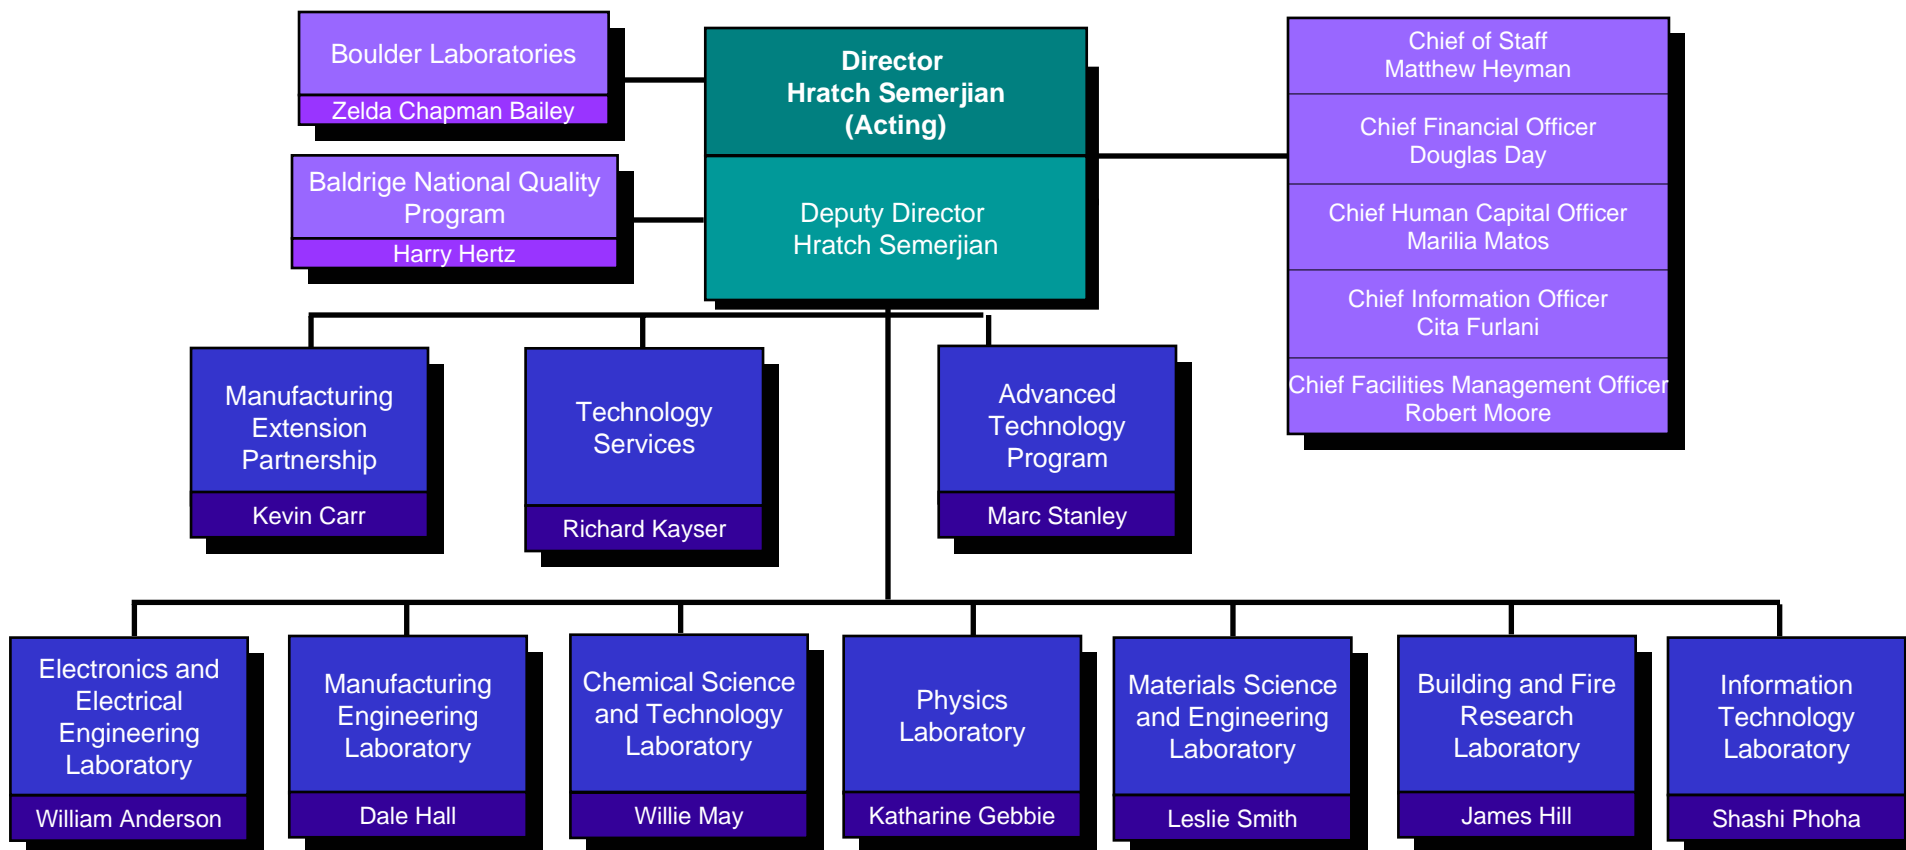 Boulder Laboratories
Zelda Chapman Bailey
Baldrige National Quality
Program
Harry Hertz
Director
Hratch Semerjian
(Acting)
Deputy Director
Hratch Semerjian
Chief of Staff
Matthew Heyman
Chief Financial Officer
Douglas Day
Chief Human Capital Officer
Marilia Matos
Chief Information Officer
Cita Furlani
Chief Facilities Management Officer
Robert Moore
Manufacturing
Extension
Partnership
Kevin Carr
Technology
Services
Richard Kayser
Advanced
Technology
Program
Marc Stanley
Electronics and
Electrical
Engineering
Laboratory
William Anderson
Manufacturing
Engineering
Laboratory
Dale Hall
Chemical Science
and Technology
Laboratory
Willie May
Physics
Laboratory
Katharine Gebbie
Materials Science
and Engineering
Laboratory
Leslie Smith
Building and Fire
Research
Laboratory
James Hill
Information
Technology
Laboratory
Shashi Phoha